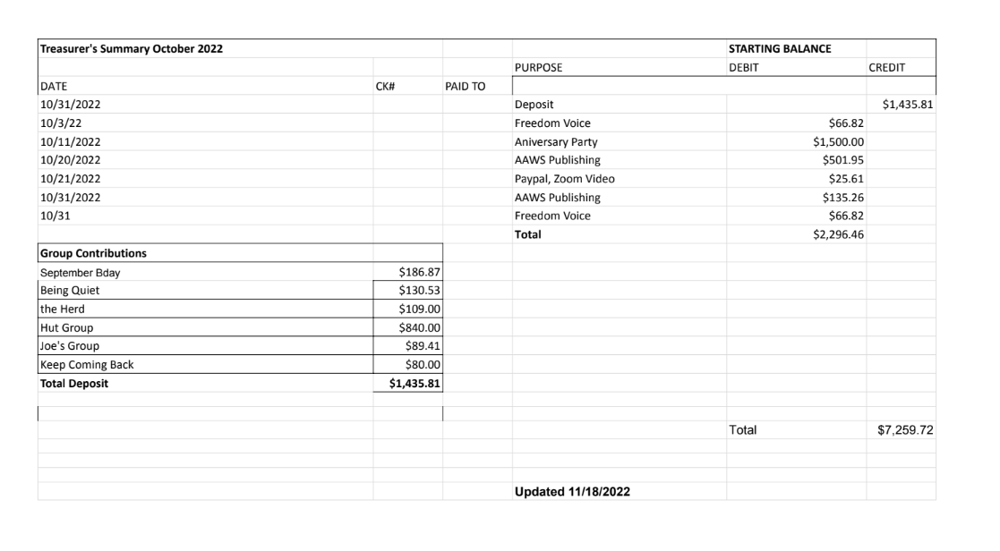 Treasurer's Summary October 2022 STARTING BALANCE
PURPOSE DEBIT CREDIT
DATE CK# PAID TO
10/31/2022 Deposit $1,435.81
10/3/22 Freedom Voice $66.82
10/11/2022 Aniversary Party $1,500.00
10/20/2022 AAWS Publishing $501.95
10/21/2022 Paypal, Zoom Video $25.61
10/31/2022 AAWS Publishing $135.26
10/31 Freedom Voice $66.82
Total $2,296.46
Group Contributions
September Bday $186.87
Being Quiet $130.53
the Herd $109.00
Hut Group $840.00
Joe's Group $89.41
Keep Coming Back $80.00
Total Deposit $1,435.81
Total $7,259.72
Updated 11/18/2022